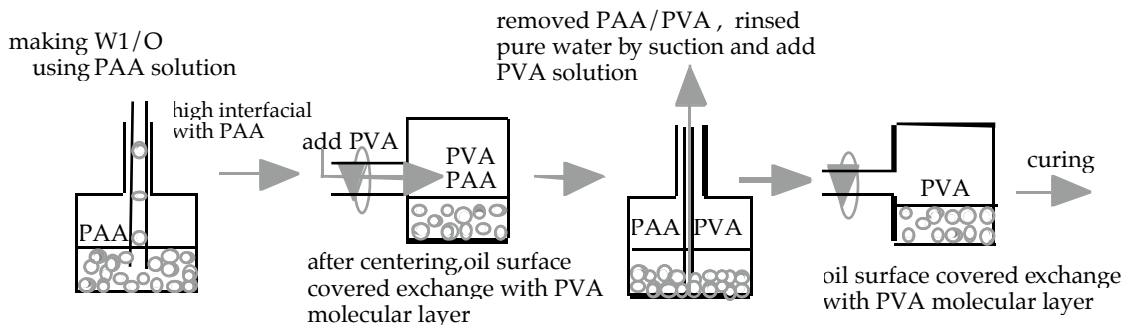 making W1/O
using PAA solution
high interfacial
with PAA
PAA
add PVA
PVA
PAA
after centering,oil surface
covered exchange with PVA
molecular layer
removed PAA/PVA , rinsed
pure water by suction and add
PVA solution
PAA
PVA
PVA
curing
oil surface covered exchange
with PVA molecular layer